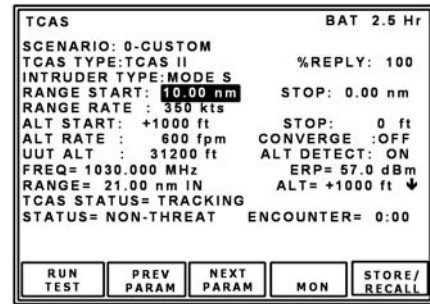 TCAS BAT 2.5 Hr
SCENARIO: 0-CUSTOM
TCAS TYPE:TCAS II %REPLY: 100
INTRUDER TYPE:MODE S
RANGE START: 10.00 nm STOP: 0.00 nm
RANGE RATE : 350 kts
ALT START: +1000 ft STOP: 0 ft
ALT RATE : 600 fpm CONVERGE :OFF
UUT ALT : 31200 ft ALT DETECT: ON
FREQ= 1030.000 MHz ERP= 57.0 dBm
RANGE= 21.00 nm IN ALT= +1000 ft ↓
TCAS STATUS= TRACKING
STATUS= NON-THREAT ENCOUNTER= 0:00
RUN TEST
PREV PARAM
NEXT PARAM
MON
STORE/ RECALL